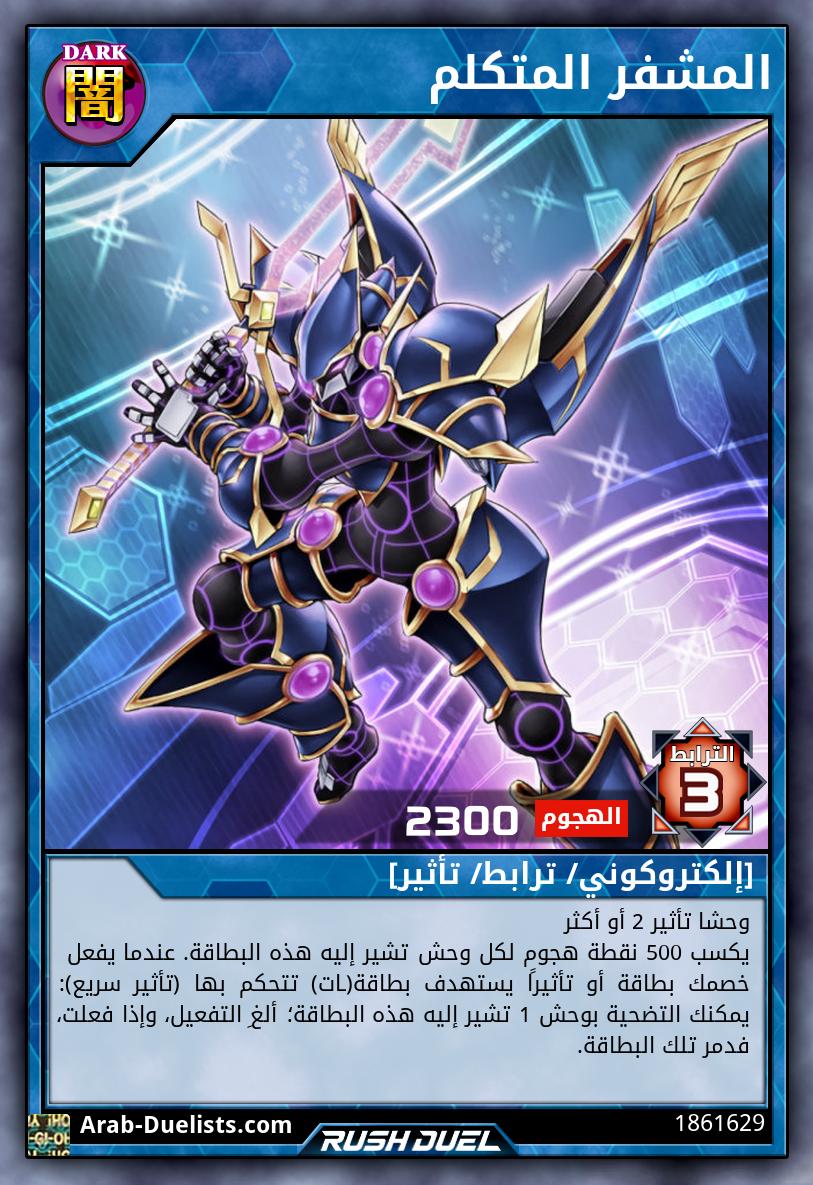 DARK
闇
المشفر المتكلم
الترابط
3
الهجوم 2300
[إلكتروكوني/ ترابط/ تأثير]
وحشا تأثير 2 أو أكثر
يكسب 500 نقطة هجوم لكل وحش تشير إليه هذه البطاقة. عندما يفعل
خصمك بطاقة أو تأثيراً يستهدف بطاقة(ـات) تتحكم بها (تأثير سريع):
يمكنك التضحية بوحش 1 تشير إليه هذه البطاقة؛ ألغِ التفعيل، وإذا فعلت،
فدمر تلك البطاقة.
Arab-Duelists.com
RUSH DUEL
1861629